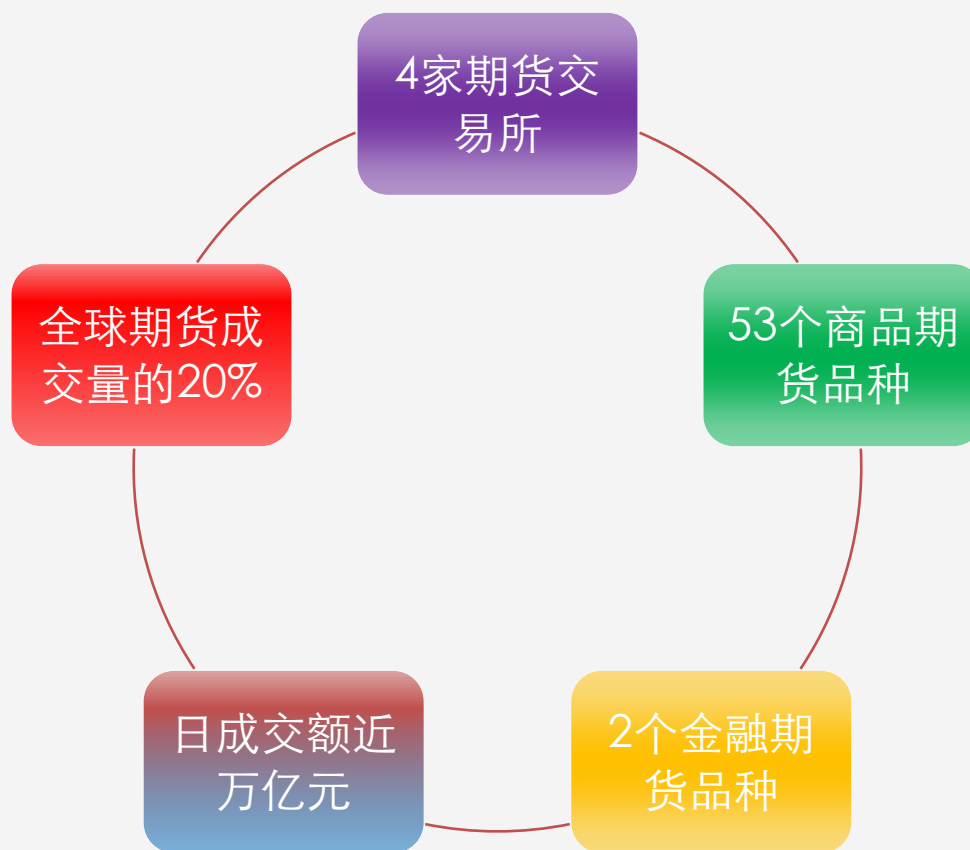 4家期货交
易所
53个商品期
货品种
2个金融期
货品种
日成交额近
万亿元
全球期货成
交量的20%